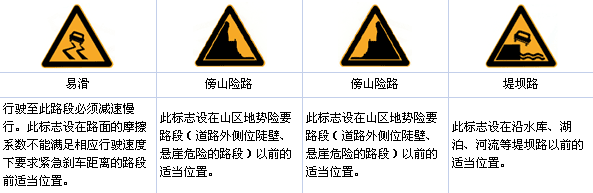 易滑
傍山险路
傍山险路
堤坝路
行驶至此路段必须减速慢
行。此标志设在路面的摩擦
系数不能满足相应行驶速度
下要求紧急刹车距离的路段
前适当位置。
此标志设在山区地势险要
路段（道路外侧位陡壁、
悬崖危险的路段）以前的
适当位置。
此标志设在山区地势险要
路段（道路外侧位陡壁、
悬崖危险的路段）以前的
适当位置。
此标志设在沿水库、湖
泊、河流等堤坝路以前的
适当位置。